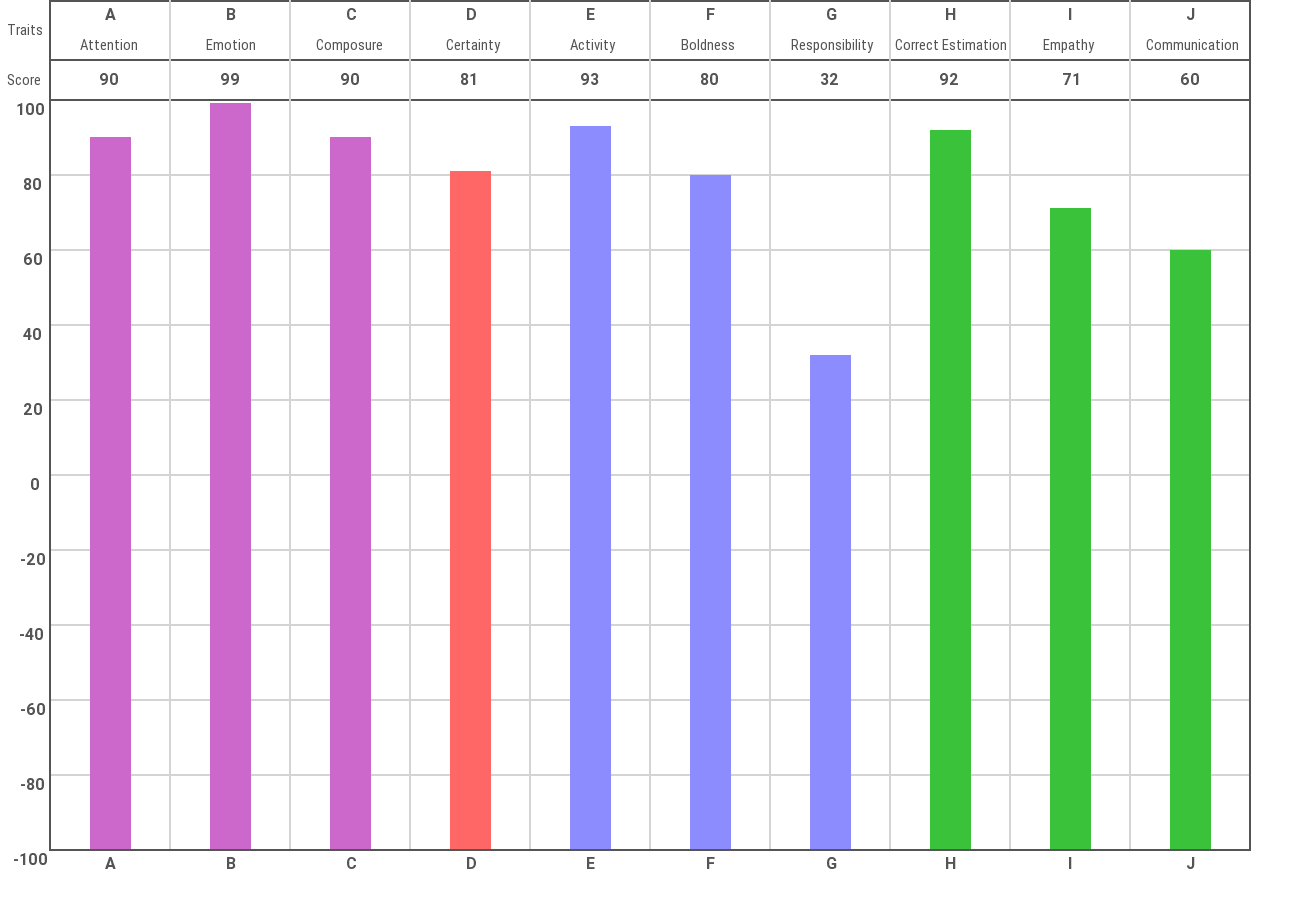 A B C D E F G H I J
Traits
Attention Emotion Composure Certainty Activity Boldness Responsibility Correct Estimation Empathy Communication
Score 90 99 90 81 93 80 32 92 71 60
100
80
60
40
20
0
-20
-40
-60
-80
-100
A B C D E F G H I J